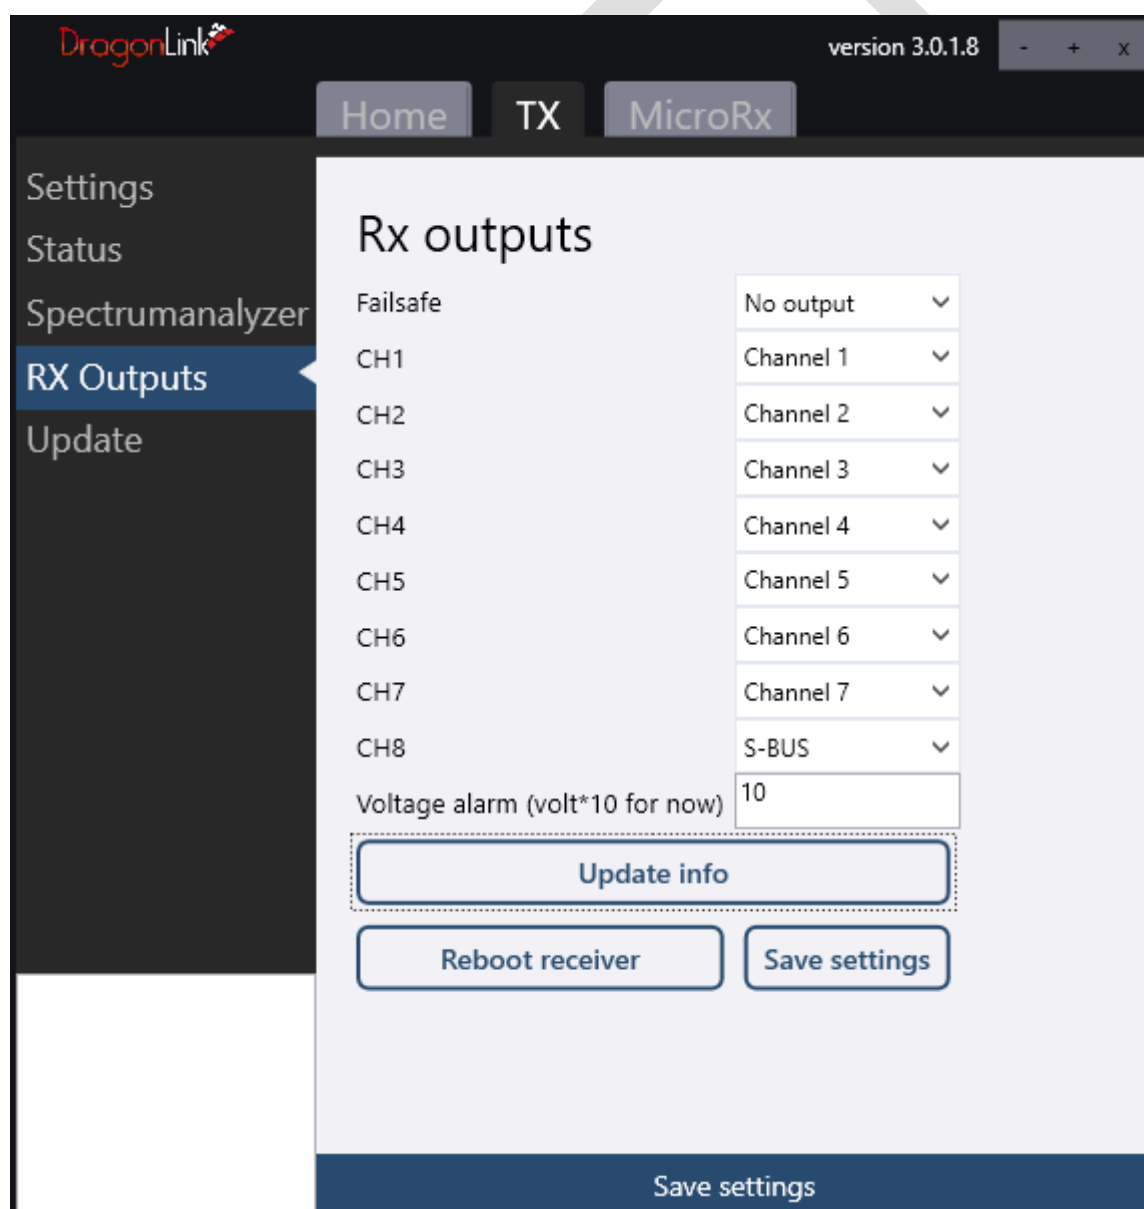 DragonLink
version 3.0.1.8 - + x
Home TX MicroRx
Settings
Status
Spectrumanalyzer
RX Outputs
Update
Rx outputs
Failsafe No output
CH1 Channel 1
CH2 Channel 2
CH3 Channel 3
CH4 Channel 4
CH5 Channel 5
CH6 Channel 6
CH7 Channel 7
CH8 S-BUS
Voltage alarm (volt*10 for now) 10
Update info
Reboot receiver Save settings
Save settings